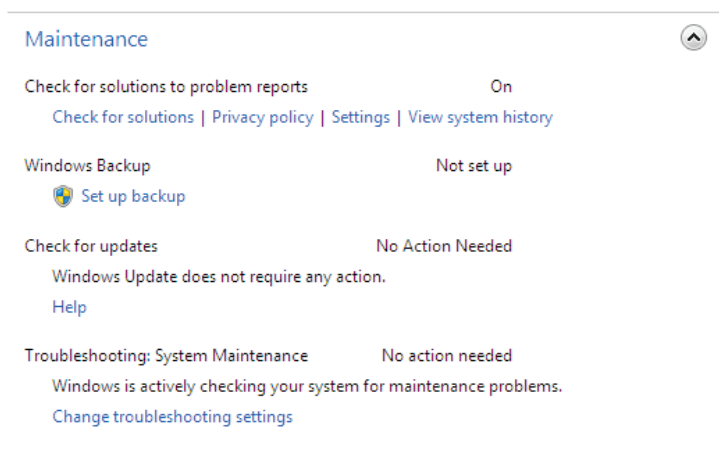 Maintenance
Check for solutions to problem reports On
Check for solutions | Privacy policy | Settings | View system history
Windows Backup Not set up
Set up backup
Check for updates No Action Needed
Windows Update does not require any action.
Help
Troubleshooting: System Maintenance No action needed
Windows is actively checking your system for maintenance problems.
Change troubleshooting settings